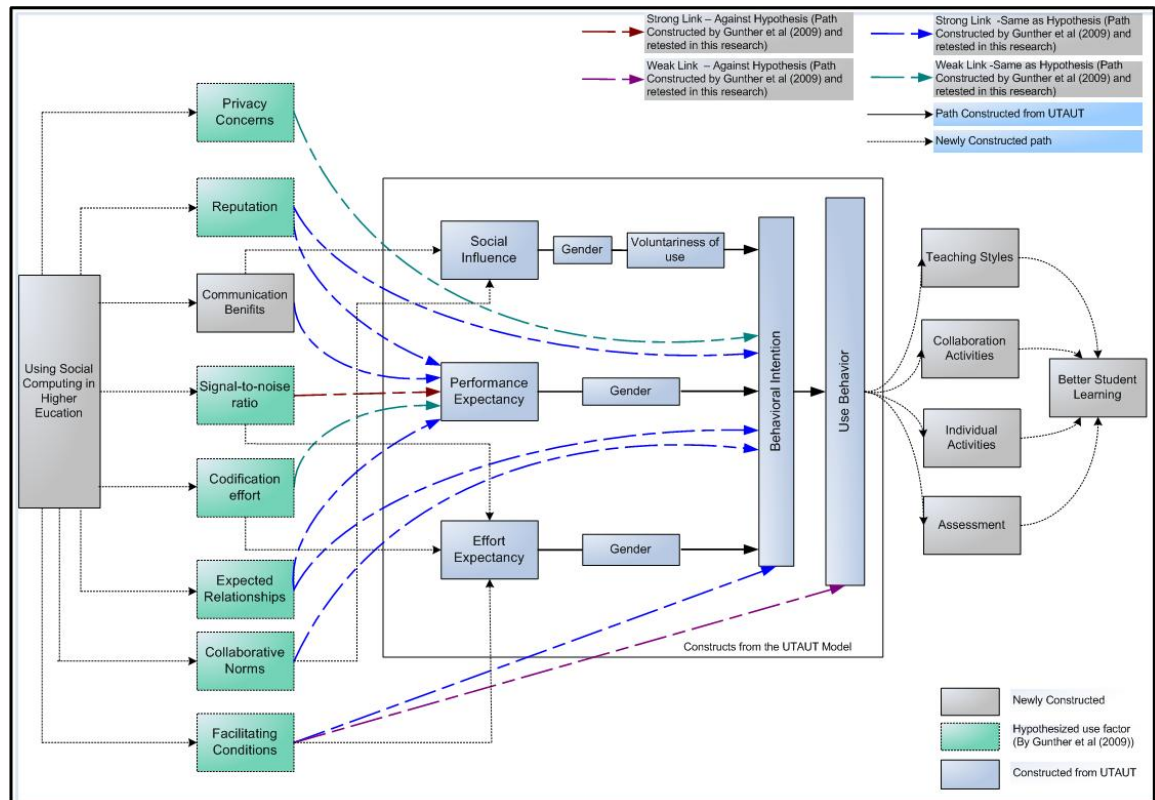 Strong Link – Against Hypothesis (Path
Constructed by Gunther et al (2009) and
retested in this research)
Strong Link -Same as Hypothesis (Path
Constructed by Gunther et al (2009) and
retested in this research)
Weak Link – Against Hypothesis (Path
Constructed by Gunther et al (2009) and
retested in this research)
Weak Link -Same as Hypothesis (Path
Constructed by Gunther et al (2009) and
retested in this research)
Path Constructed from UTAUT
Newly Constructed path
Using Social
Computing in
Higher
Eucation
Privacy
Concerns
Reputation
Communication
Benifits
Signal-to-noise
ratio
Codification
effort
Expected
Relationships
Collaborative
Norms
Facilitating
Conditions
Social
Influence
Gender
Voluntariness of
use
Performance
Expectancy
Gender
Effort
Expectancy
Gender
Behavioral Intention
Use Behavior
Constructs from the UTAUT Model
Teaching Styles
Collaboration
Activities
Individual
Activities
Assessment
Better Student
Learning
Newly Constructed
Hypothesized use factor
(By Gunther et al (2009))
Constructed from UTAUT